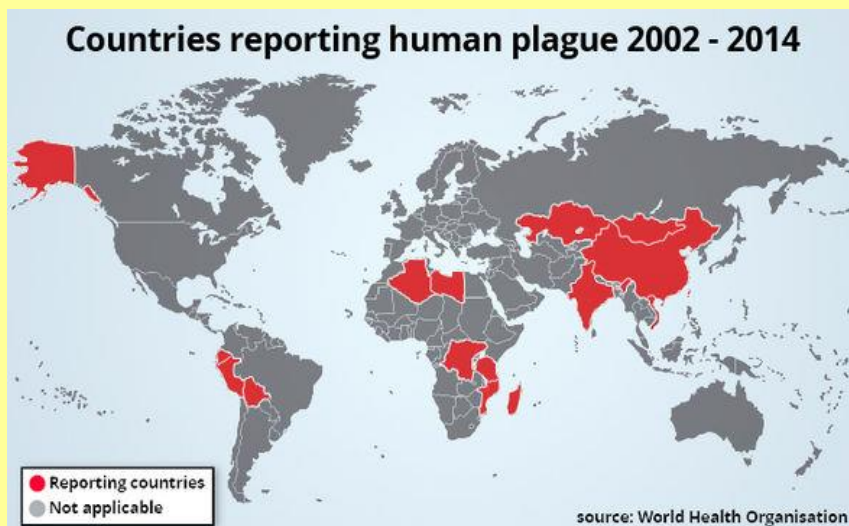 Countries reporting human plague 2002 - 2014
Reporting countries
Not applicable
source: World Health Organisation